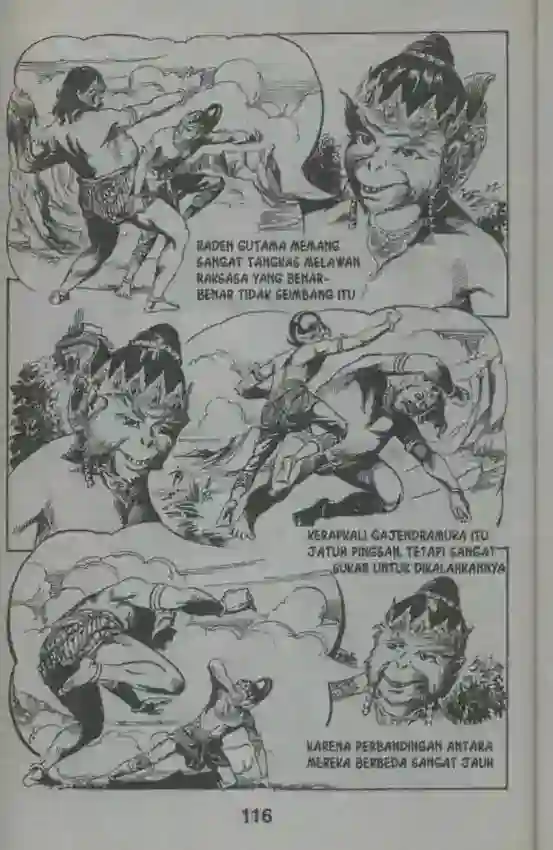 RADEN GUTAMA MEMANG
SANGAT TANGKAS MELAWAN
RAKSASA YANG BENAR-
BENAR TIDAK SEIMBANG ITU
KERAPKALI GAJENDRAMURA ITU
JATUH PINGSAN, TETAPI SANGAT
SUKAR UNTUK DIKALAHKANNYA
KARENA PERBANDINGAN ANTARA
MEREKA BERBEDA SANGAT JAUH
116